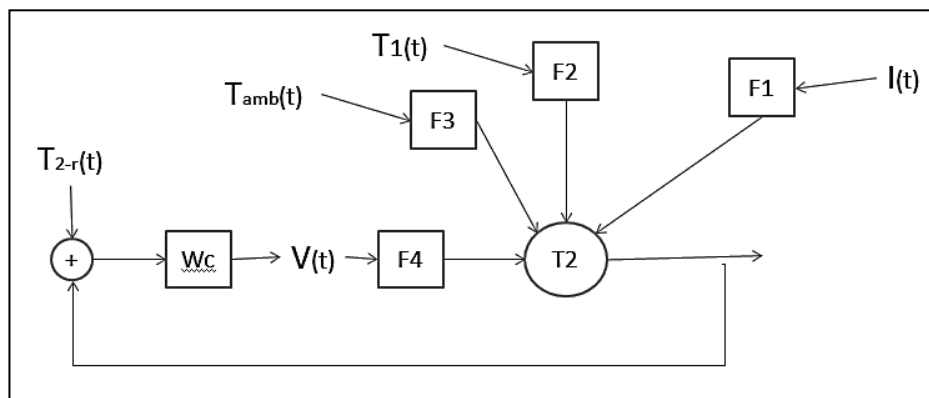 T1(t)
F2
F1
I(t)
Tamb(t)
F3
T2-r(t)
+
Wc
V(t)
F4
T2